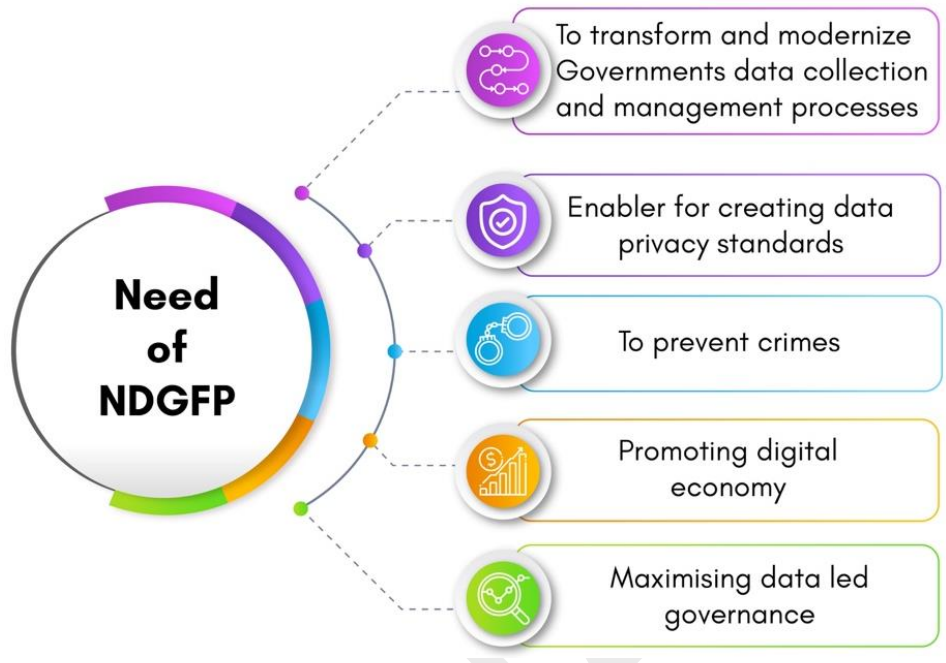 Need
of
NDGFP
To transform and modernize
Governments data collection
and management processes
Enabler for creating data
privacy standards
To prevent crimes
Promoting digital
economy
Maximising data led
governance